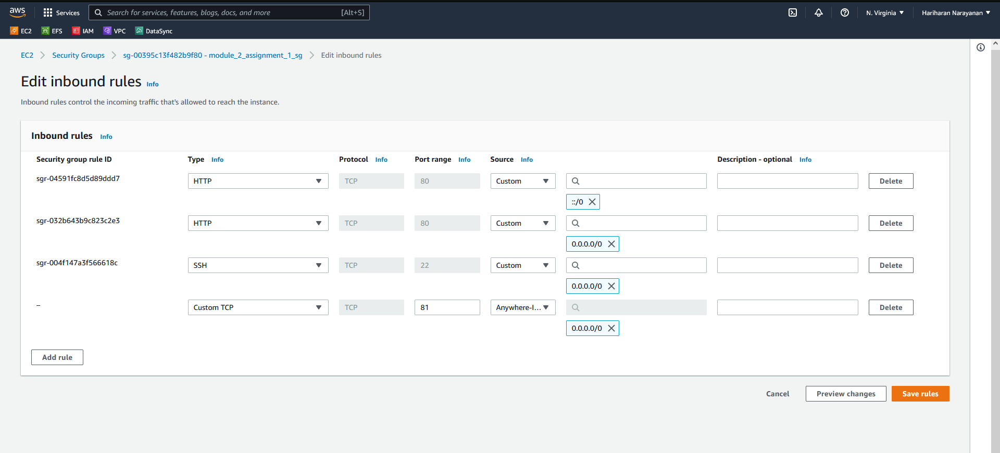 aws Services Search for services, features, blogs, docs, and more [Alt+S] N. Virginia Hariharan Narayanan
EC2 EFS IAM VPC DataSync
EC2 Security Groups sg-00395c13f482b9f80 - module_2_assignment_1_sg Edit inbound rules
Edit inbound rules Info
Inbound rules control the incoming traffic that's allowed to reach the instance.
Inbound rules Info
Security group rule ID Type Info Protocol Info Port range Info Source Info Description - optional Info
sgr-04591fc8d5d89ddd7 HTTP TCP 80 Custom Delete
::/0
sgr-032b643b9c823c2e3 HTTP TCP 80 Custom Delete
0.0.0.0/0
sgr-004f147a3f566618c SSH TCP 22 Custom Delete
0.0.0.0/0
– Custom TCP TCP 81 Anywhere-I... Delete
0.0.0.0/0
Add rule
Cancel Preview changes Save rules